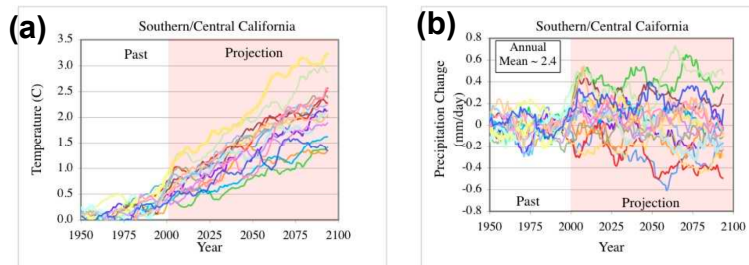 (a)
Southern/Central California
3.5
3.0
2.5
2.0
1.5
1.0
0.5
0.0
Past
Projection
Temperature (C)
1950
1975
2000
2025
2050
2075
2100
Year
(b)
Southern/Central Caifornia
0.8
0.6
0.4
0.2
0
-0.2
-0.4
-0.6
-0.8
Annual
Mean ~ 2.4
Precipitation Change
(mm/day)
Past
Projection
1950
1975
2000
2025
2050
2075
2100
Year